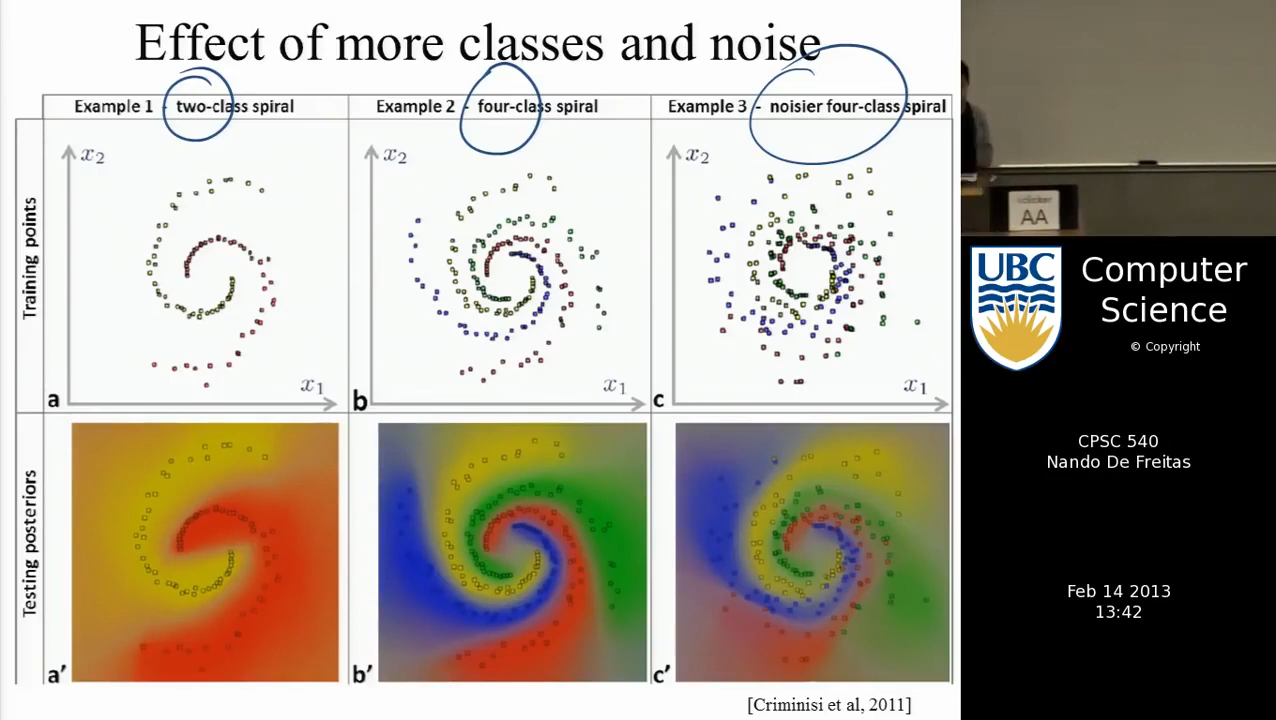 Effect of more classes and noise
Example 1 - two-class spiral
Example 2 - four-class spiral
Example 3 - noisier four-class spiral
Training points
x2
x1
a
x2
x1
b
x2
x1
c
Testing posteriors
a'
b'
c'
[Criminisi et al, 2011]
AA
UBC
Computer
Science
© Copyright
CPSC 540
Nando De Freitas
Feb 14 2013
13:42